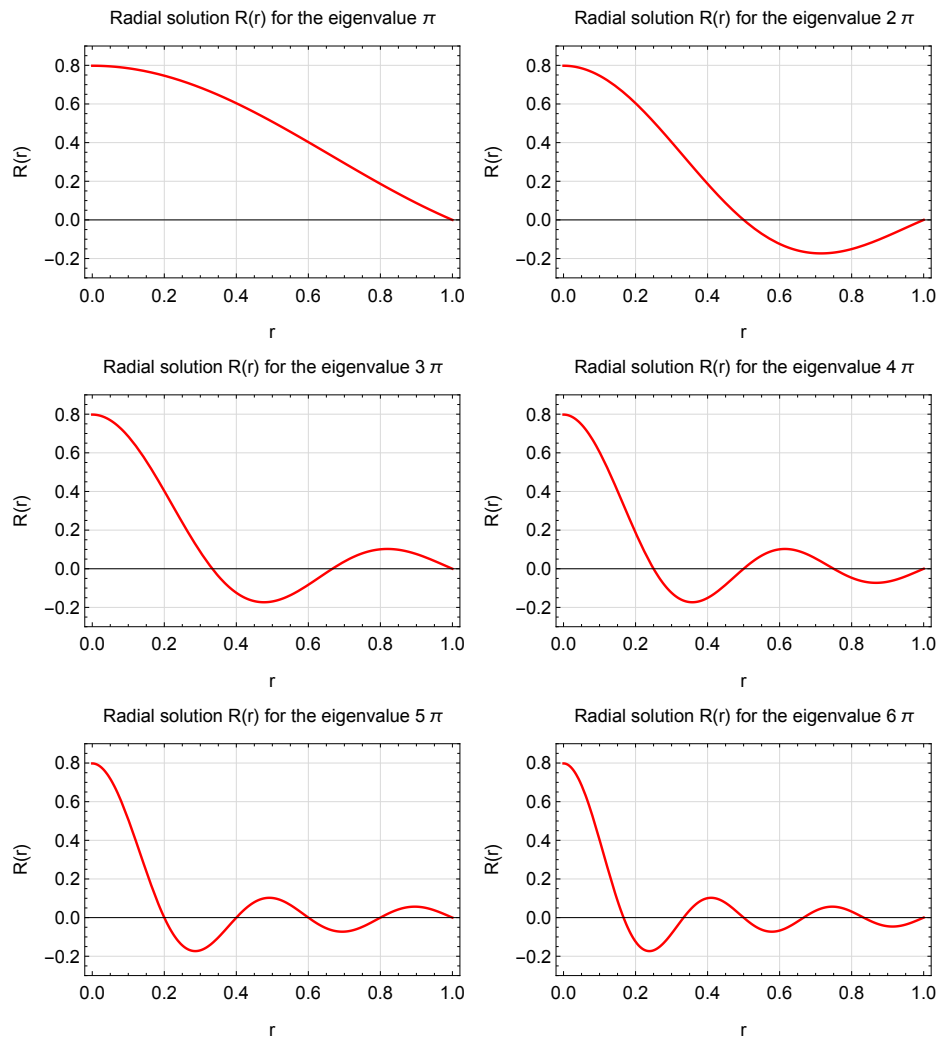 Radial solution R(r) for the eigenvalue π
R(r)
0.8
0.6
0.4
0.2
0.0
−0.2
0.0 0.2 0.4 0.6 0.8 1.0
r
Radial solution R(r) for the eigenvalue 2 π
R(r)
0.8
0.6
0.4
0.2
0.0
−0.2
0.0 0.2 0.4 0.6 0.8 1.0
r
Radial solution R(r) for the eigenvalue 3 π
R(r)
0.8
0.6
0.4
0.2
0.0
−0.2
0.0 0.2 0.4 0.6 0.8 1.0
r
Radial solution R(r) for the eigenvalue 4 π
R(r)
0.8
0.6
0.4
0.2
0.0
−0.2
0.0 0.2 0.4 0.6 0.8 1.0
r
Radial solution R(r) for the eigenvalue 5 π
R(r)
0.8
0.6
0.4
0.2
0.0
−0.2
0.0 0.2 0.4 0.6 0.8 1.0
r
Radial solution R(r) for the eigenvalue 6 π
R(r)
0.8
0.6
0.4
0.2
0.0
−0.2
0.0 0.2 0.4 0.6 0.8 1.0
r